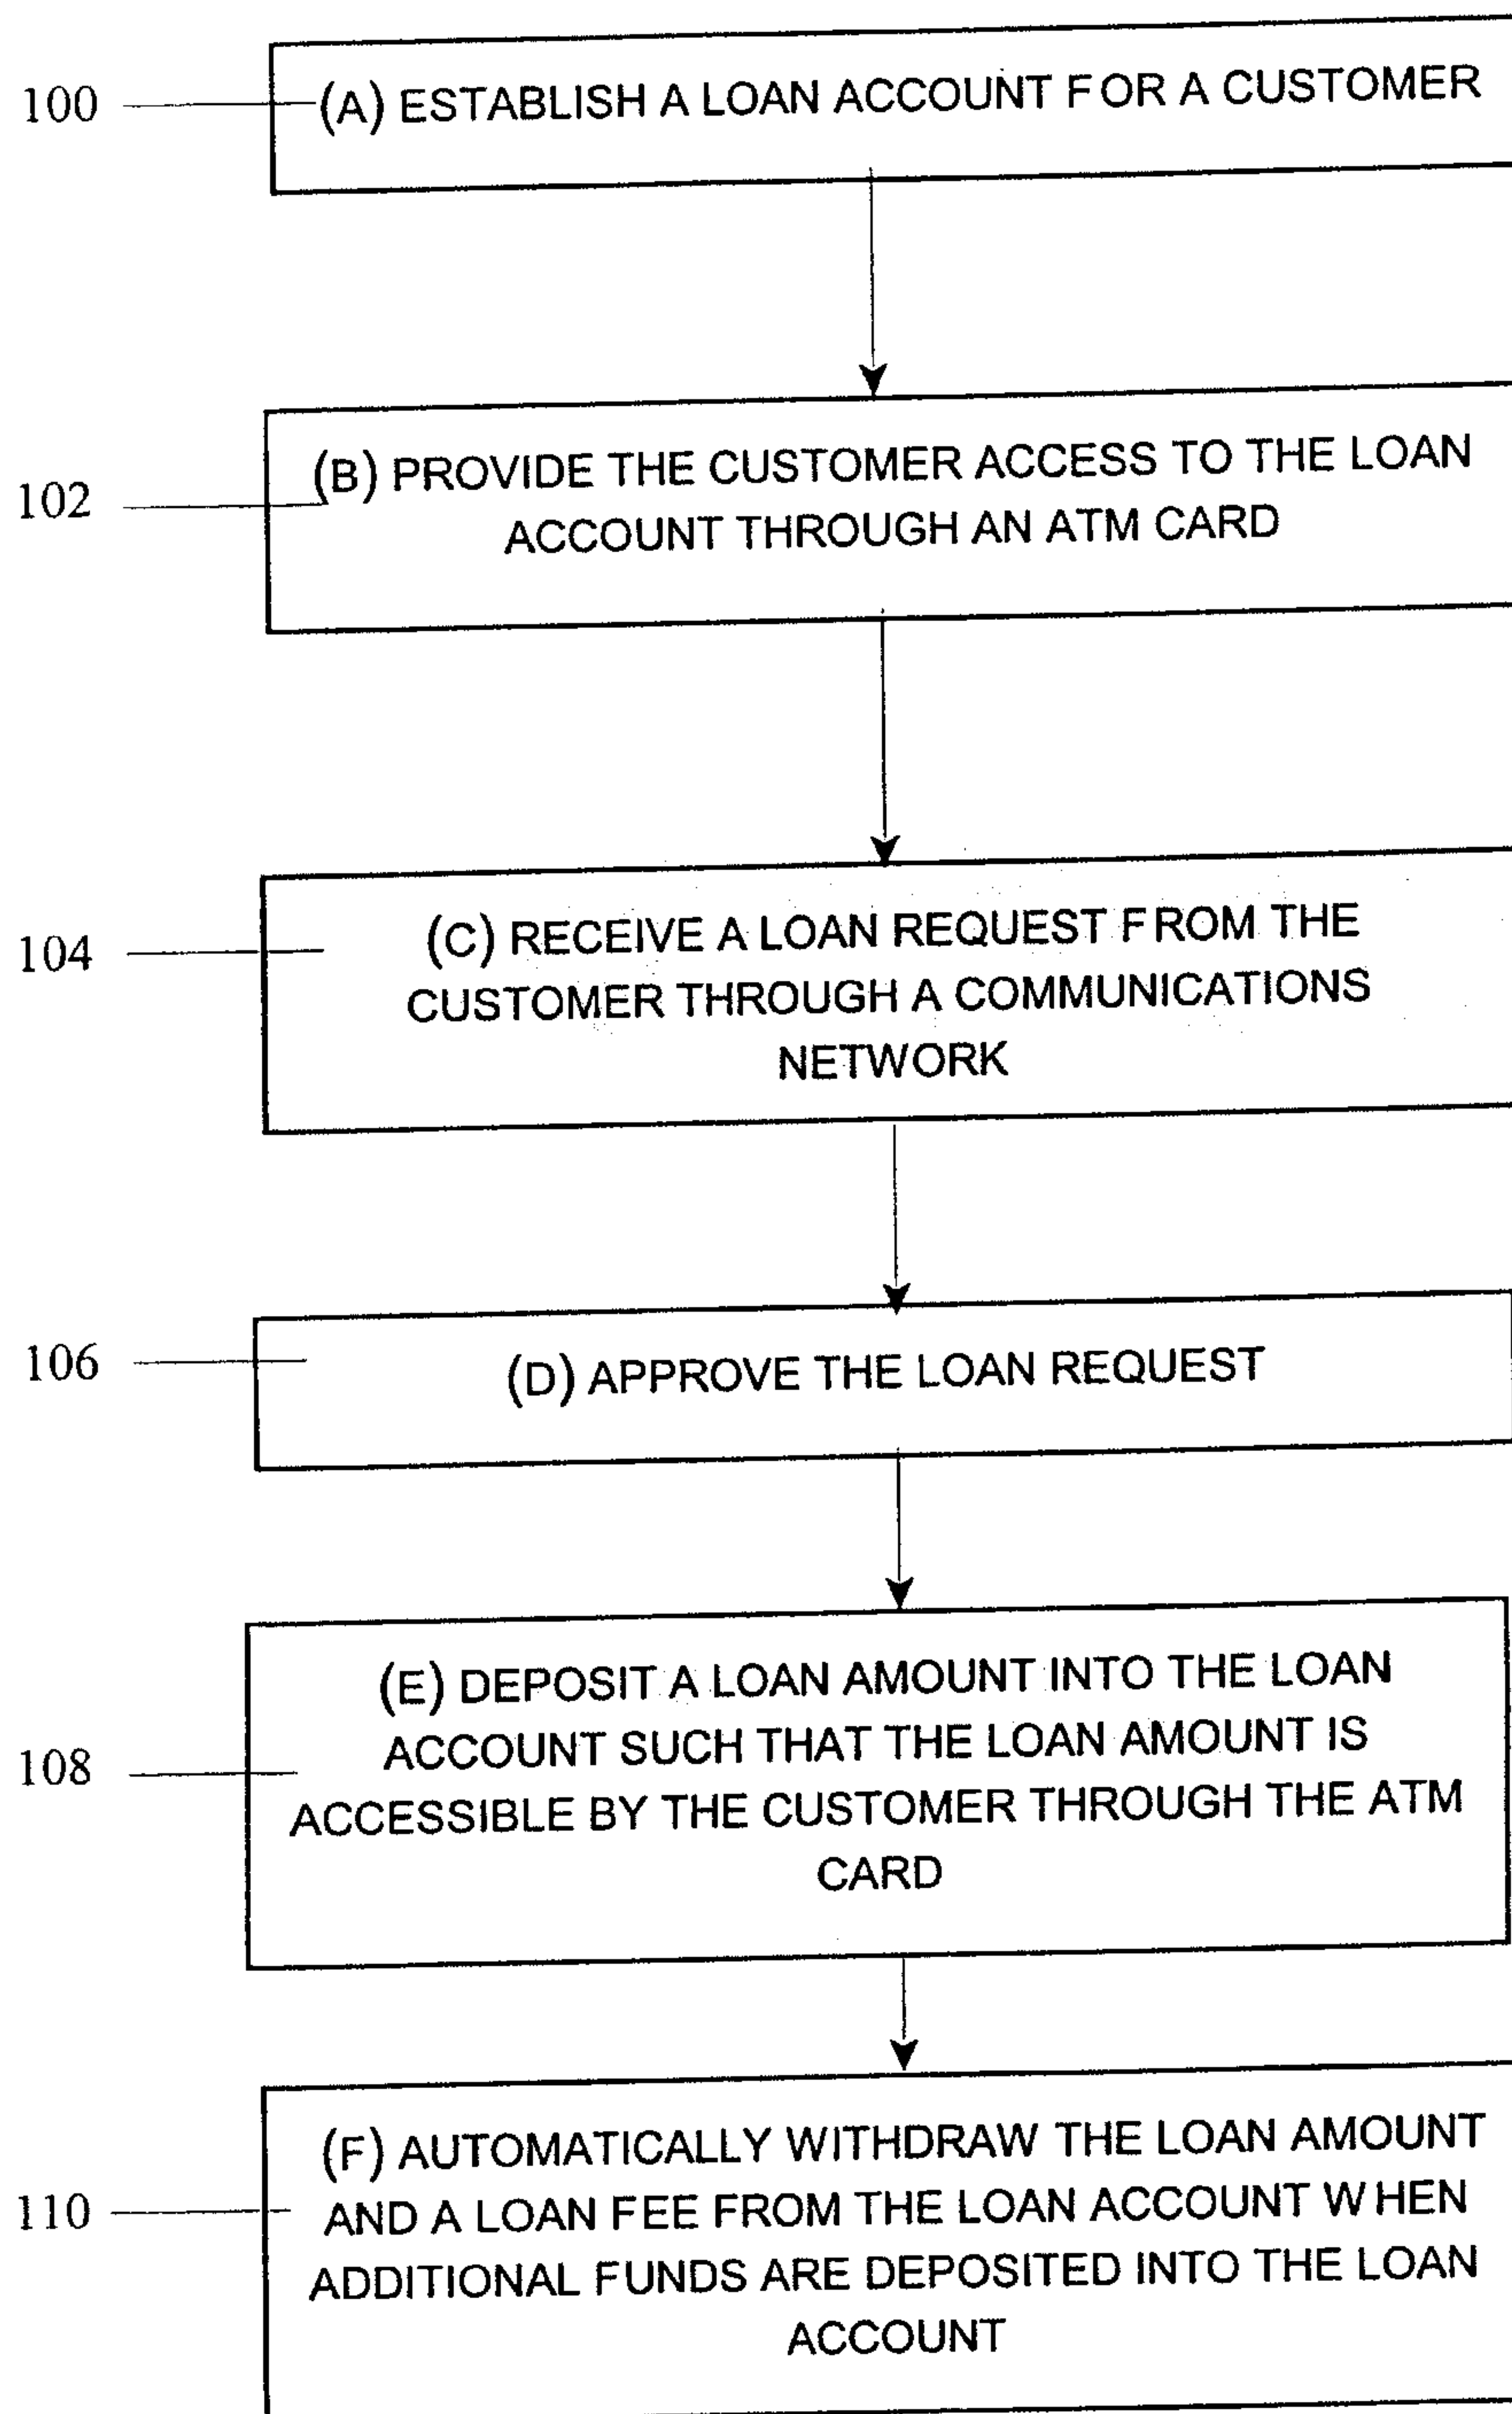 100
(A) ESTABLISH A LOAN ACCOUNT FOR A CUSTOMER
102
(B) PROVIDE THE CUSTOMER ACCESS TO THE LOAN
ACCOUNT THROUGH AN ATM CARD
104
(C) RECEIVE A LOAN REQUEST FROM THE
CUSTOMER THROUGH A COMMUNICATIONS
NETWORK
106
(D) APPROVE THE LOAN REQUEST
108
(E) DEPOSIT A LOAN AMOUNT INTO THE LOAN
ACCOUNT SUCH THAT THE LOAN AMOUNT IS
ACCESSIBLE BY THE CUSTOMER THROUGH THE ATM
CARD
110
(F) AUTOMATICALLY WITHDRAW THE LOAN AMOUNT
AND A LOAN FEE FROM THE LOAN ACCOUNT WHEN
ADDITIONAL FUNDS ARE DEPOSITED INTO THE LOAN
ACCOUNT